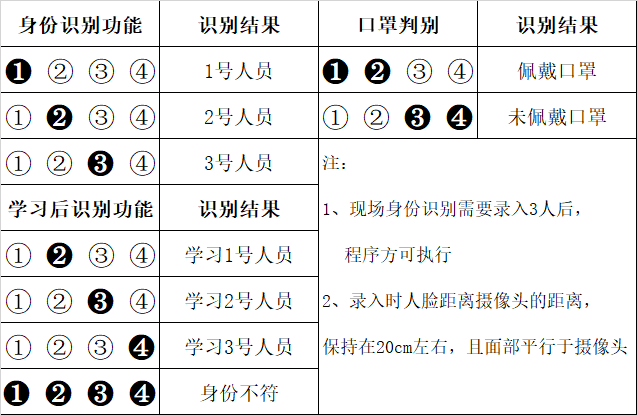 身份识别功能 识别结果 口罩判别 识别结果
❶ ② ③ ④ 1号人员 ❶ ❷ ③ ④ 佩戴口罩
① ❷ ③ ④ 2号人员 ① ② ❸ ❹ 未佩戴口罩
① ② ❸ ④ 3号人员
学习后识别功能 识别结果
① ❷ ③ ④ 学习1号人员
① ② ❸ ④ 学习2号人员
① ② ③ ❹ 学习3号人员
❶ ❷ ❸ ❹ 身份不符
注：
1、现场身份识别需要录入3人后，
程序方可执行
2、录入时人脸距离摄像头的距离，
保持在20cm左右，且面部平行于摄像头